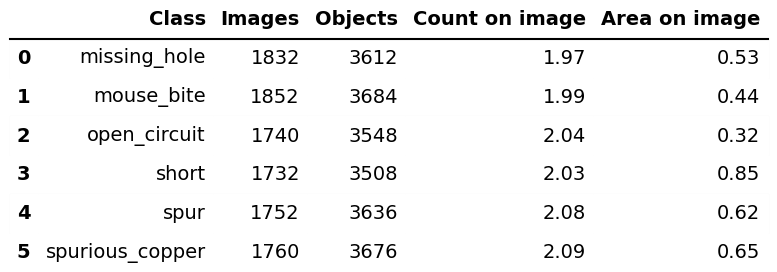 Class Images Objects Count on image Area on image
0 missing_hole 1832 3612 1.97 0.53
1 mouse_bite 1852 3684 1.99 0.44
2 open_circuit 1740 3548 2.04 0.32
3 short 1732 3508 2.03 0.85
4 spur 1752 3636 2.08 0.62
5 spurious_copper 1760 3676 2.09 0.65